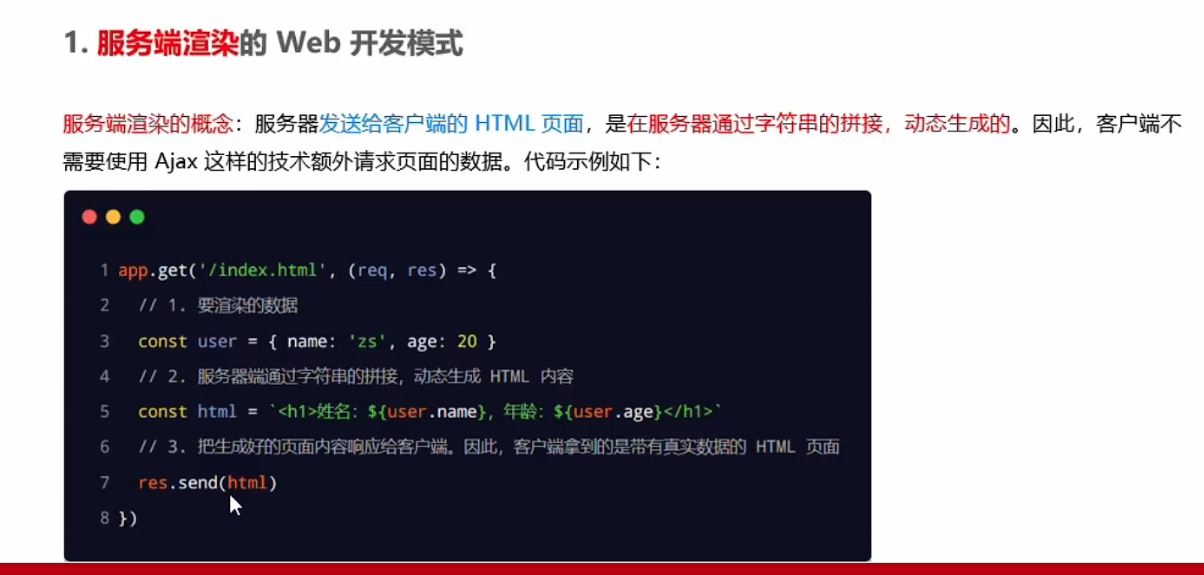 1. 服务端渲染的 Web 开发模式
服务端渲染的概念：服务器发送给客户端的 HTML 页面，是在服务器通过字符串的拼接，动态生成的。因此，客户端不
需要使用 Ajax 这样的技术额外请求页面的数据。代码示例如下：
1 app.get('/index.html', (req, res) => {
2   // 1. 要渲染的数据
3   const user = { name: 'zs', age: 20 }
4   // 2. 服务器端通过字符串的拼接，动态生成 HTML 内容
5   const html = `<h1>姓名：${user.name}, 年龄：${user.age}</h1>`
6   // 3. 把生成好的页面内容响应给客户端。因此，客户端拿到的是带有真实数据的 HTML 页面
7   res.send(html)
8 })